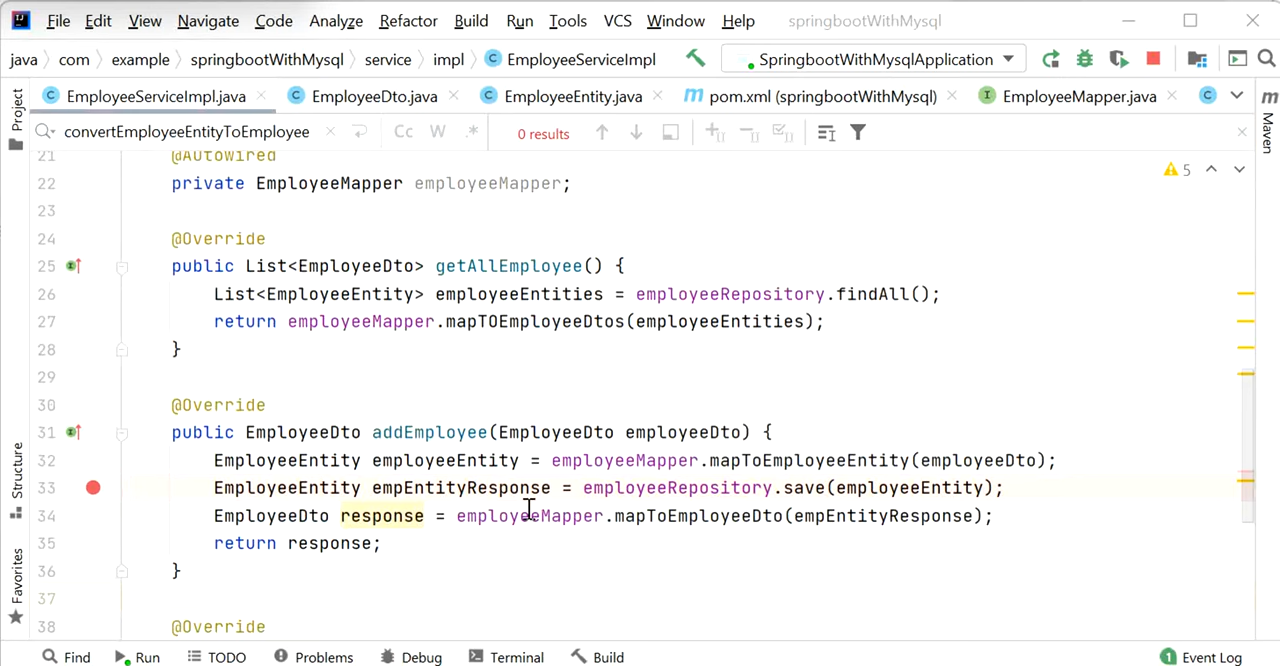 File Edit View Navigate Code Analyze Refactor Build Run Tools VCS Window Help springbootWithMysql
java com example springbootWithMysql service impl EmployeeServiceImpl SpringbootWithMysqlApplication
Project EmployeeServiceImpl.java EmployeeDto.java EmployeeEntity.java pom.xml (springbootWithMysql) EmployeeMapper.java Maven
convertEmployeeEntityToEmployee Cc W .* 0 results
21 @Autowired 5
22 private EmployeeMapper employeeMapper;
23
24 @Override
25 public List<EmployeeDto> getAllEmployee() {
26 List<EmployeeEntity> employeeEntities = employeeRepository.findAll();
27 return employeeMapper.mapTOEmployeeDtos(employeeEntities);
28 }
29
30 @Override
31 public EmployeeDto addEmployee(EmployeeDto employeeDto) {
32 EmployeeEntity employeeEntity = employeeMapper.mapToEmployeeEntity(employeeDto);
33 EmployeeEntity empEntityResponse = employeeRepository.save(employeeEntity);
34 EmployeeDto response = employeeMapper.mapToEmployeeDto(empEntityResponse);
35 return response;
36 }
37
38 @Override
Structure
Favorites
Find Run TODO Problems Debug Terminal Build 1 Event Log